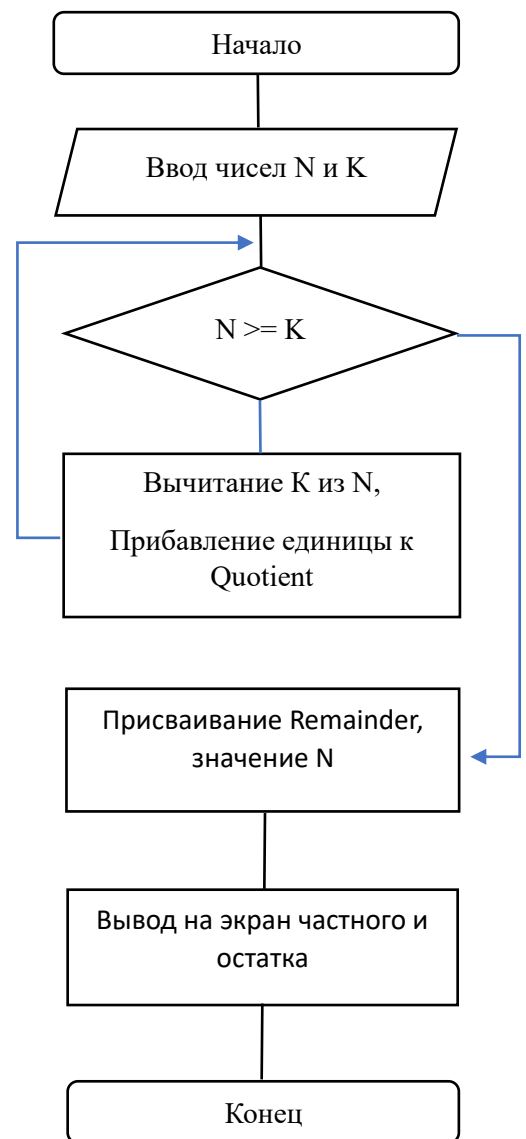 Начало
Ввод чисел N и K
N >= K
Вычитание К из N,
Прибавление единицы к
Quotient
Присваивание Remainder,
значение N
Вывод на экран частного и
остатка
Конец